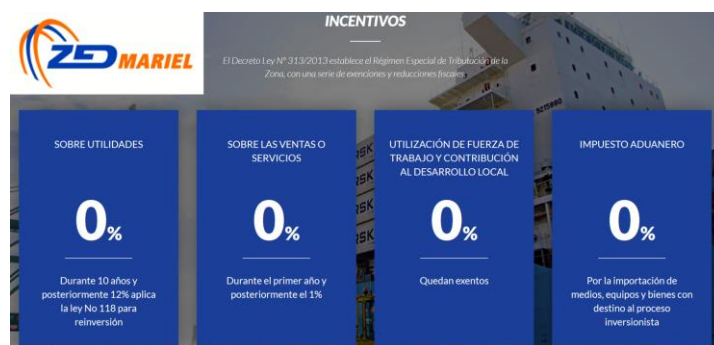 ZED MARIEL
INCENTIVOS
El Decreto Ley Nº 313/2013 establece el Régimen Especial de Tributación de la
Zona, con una serie de exenciones y reducciones fiscales
SOBRE UTILIDADES
0%
Durante 10 años y
posteriormente 12% aplica
la ley No 118 para
reinversión
SOBRE LAS VENTAS O
SERVICIOS
0%
Durante el primer año y
posteriormente el 1%
UTILIZACIÓN DE FUERZA DE
TRABAJO Y CONTRIBUCIÓN
AL DESARROLLO LOCAL
0%
Quedan exentos
IMPUESTO ADUANERO
0%
Por la importación de
medios, equipos y bienes con
destino al proceso
inversionista